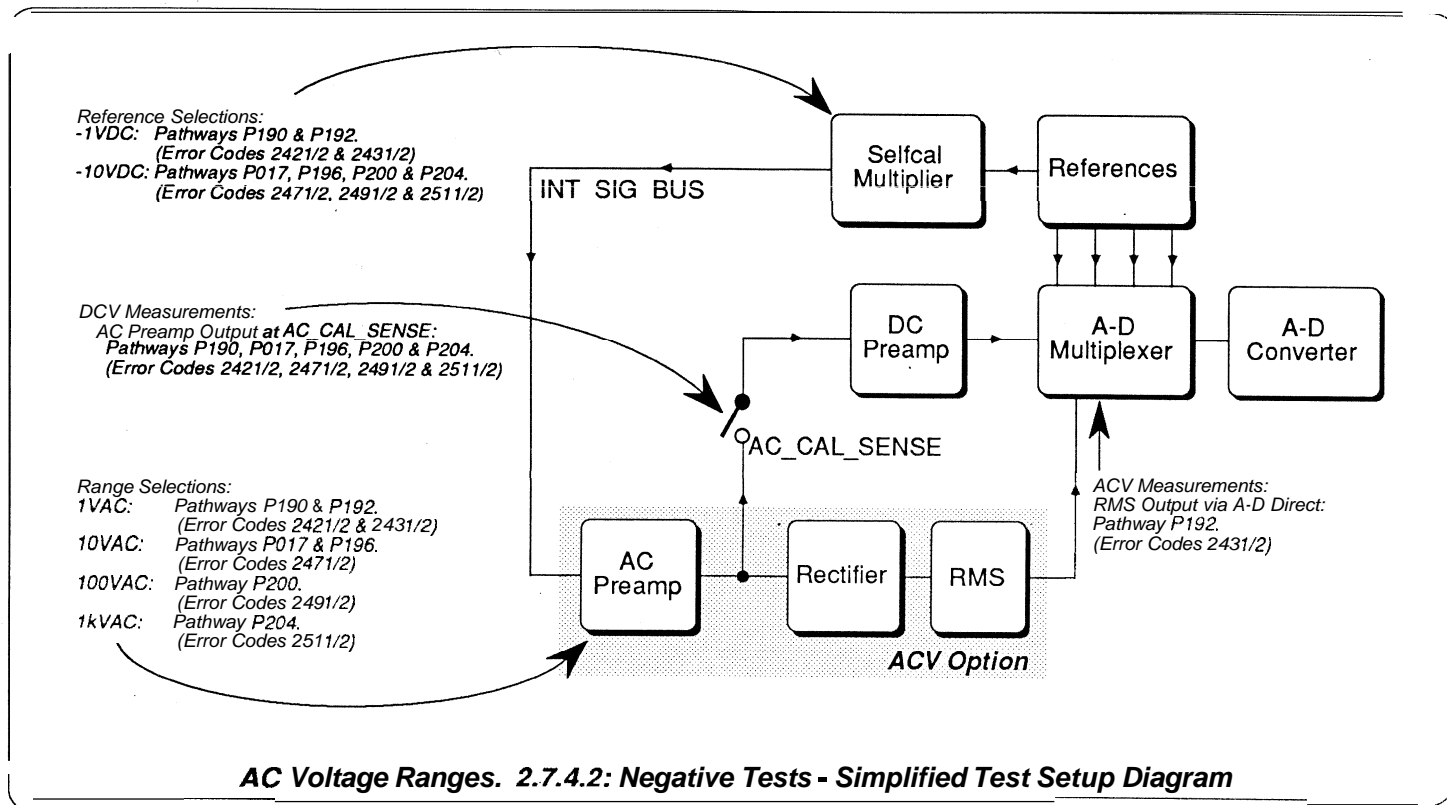 Reference Selections:
-1VDC: Pathways P190 & P192.
(Error Codes 2421/2 & 2431/2)
-10VDC: Pathways P017, P196, P200 & P204.
(Error Codes 2471/2, 2491/2 & 2511/2)
INT SIG BUS
Selfcal
Multiplier
References
DCV Measurements:
AC Preamp Output at AC_CAL_SENSE:
Pathways P190, P017, P196, P200 & P204.
(Error Codes 2421/2, 2471/2, 2491/2 & 2511/2)
DC
Preamp
A-D
Multiplexer
A-D
Converter
AC_CAL_SENSE
Range Selections:
1VAC: Pathways P190 & P192.
(Error Codes 2421/2 & 2431/2)
10VAC: Pathways P017 & P196.
(Error Codes 2471/2)
100VAC: Pathway P200.
(Error Codes 2491/2)
1kVAC: Pathway P204.
(Error Codes 2511/2)
AC
Preamp
Rectifier
RMS
ACV Option
ACV Measurements:
RMS Output via A-D Direct:
Pathway P192.
(Error Codes 2431/2)
AC Voltage Ranges. 2.7.4.2: Negative Tests - Simplified Test Setup Diagram